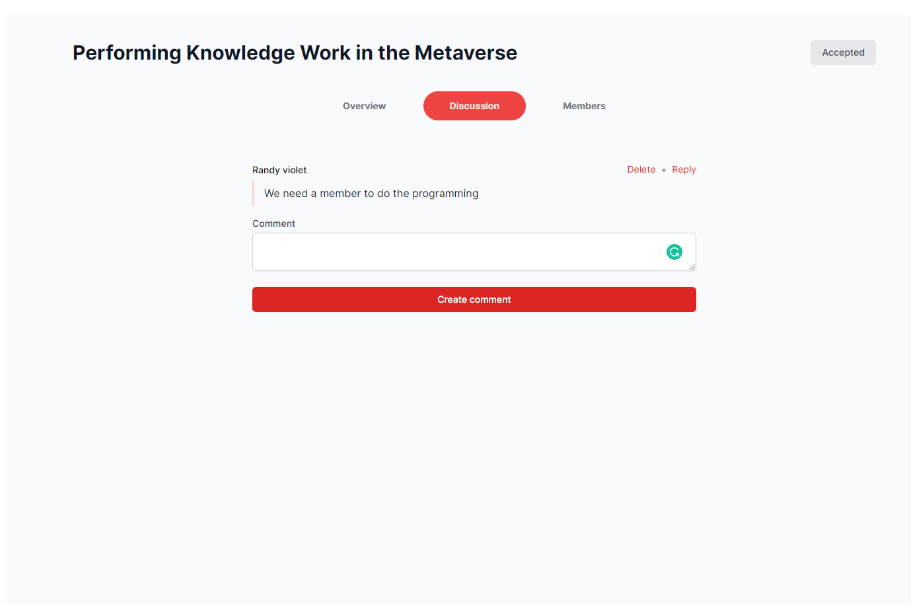 Performing Knowledge Work in the Metaverse
Accepted
Overview
Discussion
Members
Randy violet
Delete • Reply
We need a member to do the programming
Comment
Create comment